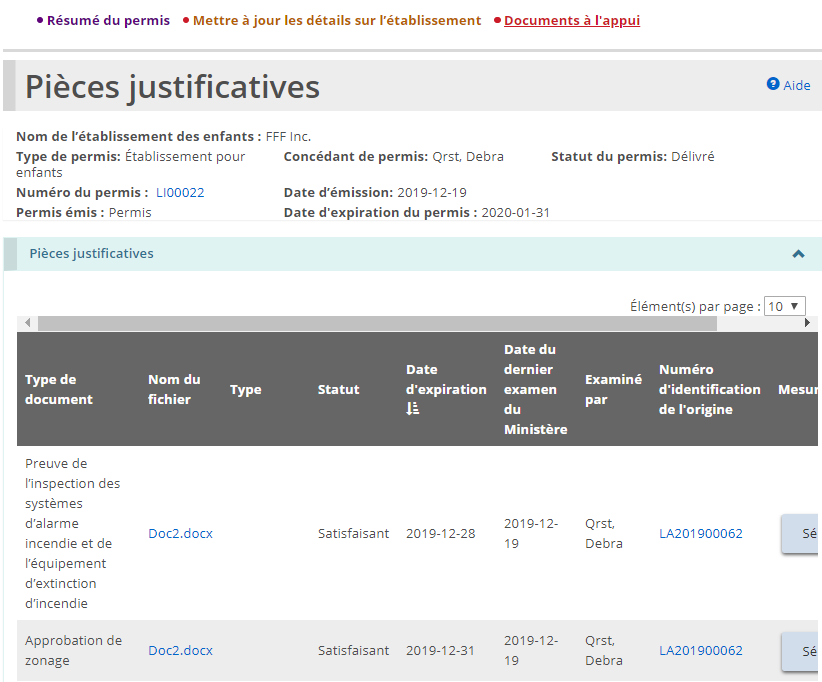 Résumé du permis Mettre à jour les détails sur l’établissement Documents à l'appui
Pièces justificatives
Aide
Nom de l’établissement des enfants : FFF Inc.
Type de permis: Établissement pour enfants
Concédant de permis: Qrst, Debra
Statut du permis: Délivré
Numéro du permis : LI00022
Date d’émission: 2019-12-19
Permis émis : Permis
Date d'expiration du permis : 2020-01-31
Pièces justificatives
Élément(s) par page : 10
Type de document
Nom du fichier
Type
Statut
Date d'expiration
Date du dernier examen du Ministère
Examiné par
Numéro d'identification de l'origine
Mesur
Preuve de
l’inspection des
systèmes
d’alarme
incendie et de
l’équipement
d’extinction
d’incendie
Doc2.docx
Satisfaisant
2019-12-28
2019-12-19
Qrst, Debra
LA201900062
Sé
Approbation de
zonage
Doc2.docx
Satisfaisant
2019-12-31
2019-12-19
Qrst, Debra
LA201900062
Sé